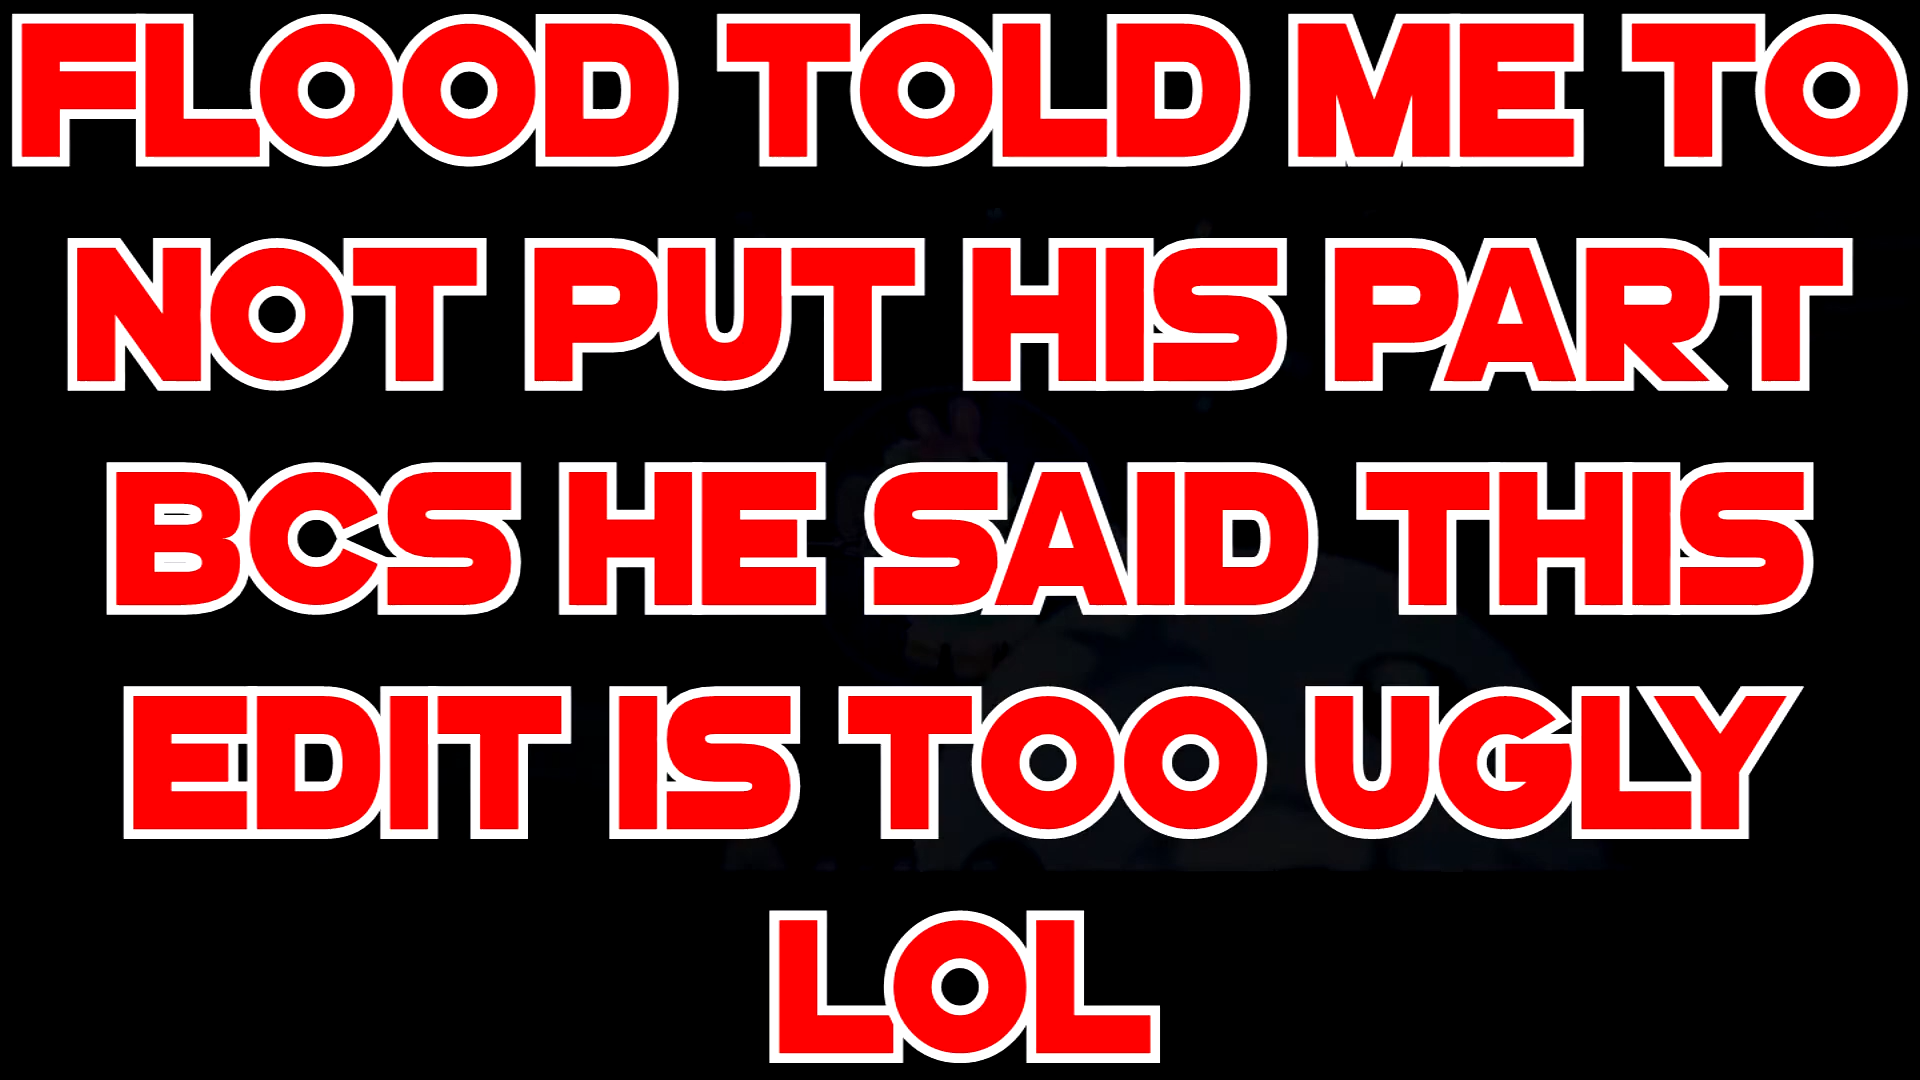 FLOOD TOLD ME TO
NOT PUT HIS PART
BCS HE SAID THIS
EDIT IS TOO UGLY
LOL